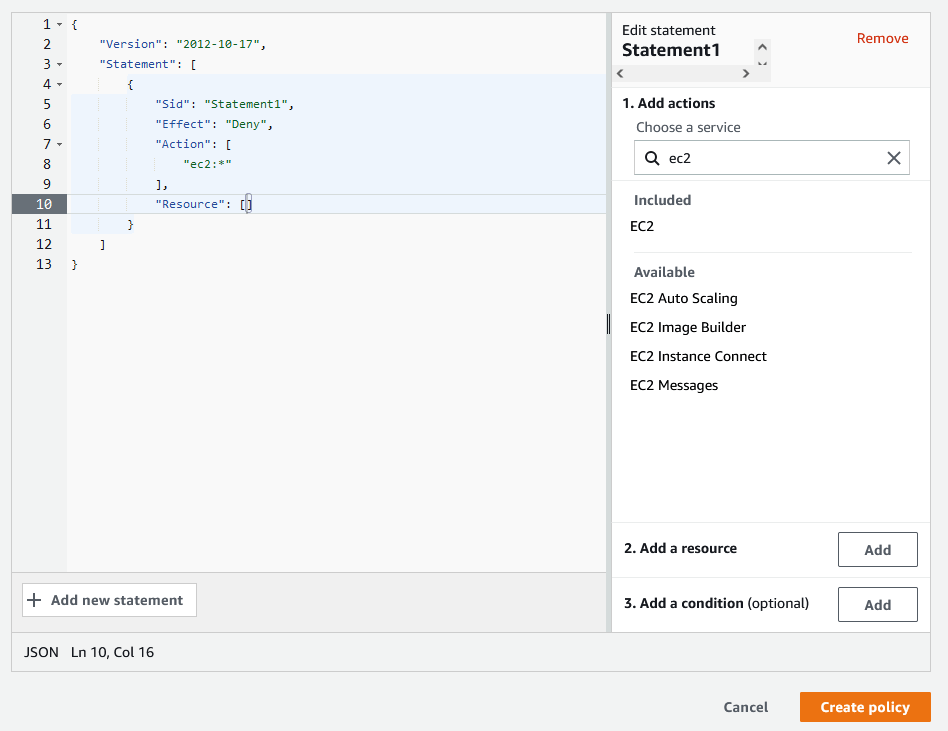 1 {
2 "Version": "2012-10-17",
3 "Statement": [
4 {
5 "Sid": "Statement1",
6 "Effect": "Deny",
7 "Action": [
8 "ec2:*"
9 ],
10 "Resource": []
11 }
12 ]
13 }
+ Add new statement
JSON Ln 10, Col 16
Edit statement
Statement1
Remove
1. Add actions
Choose a service
ec2
Included
EC2
Available
EC2 Auto Scaling
EC2 Image Builder
EC2 Instance Connect
EC2 Messages
2. Add a resource
Add
3. Add a condition (optional)
Add
Cancel
Create policy